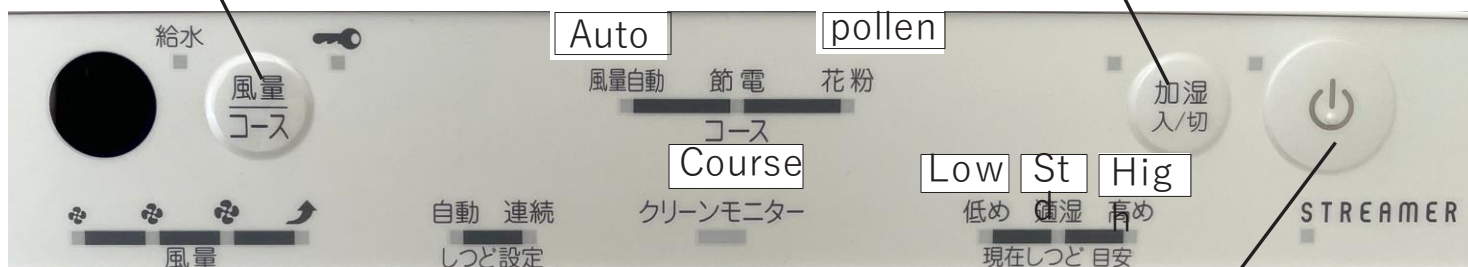 給水
Auto
pollen
風量
コース
風量自動 節電 花粉
コース
加湿
入/切
Course
Low
Std
High
自動 連続
クリーンモニター
低め 適湿 高め
STREAMER
風量
しつど設定
現在しつど目安